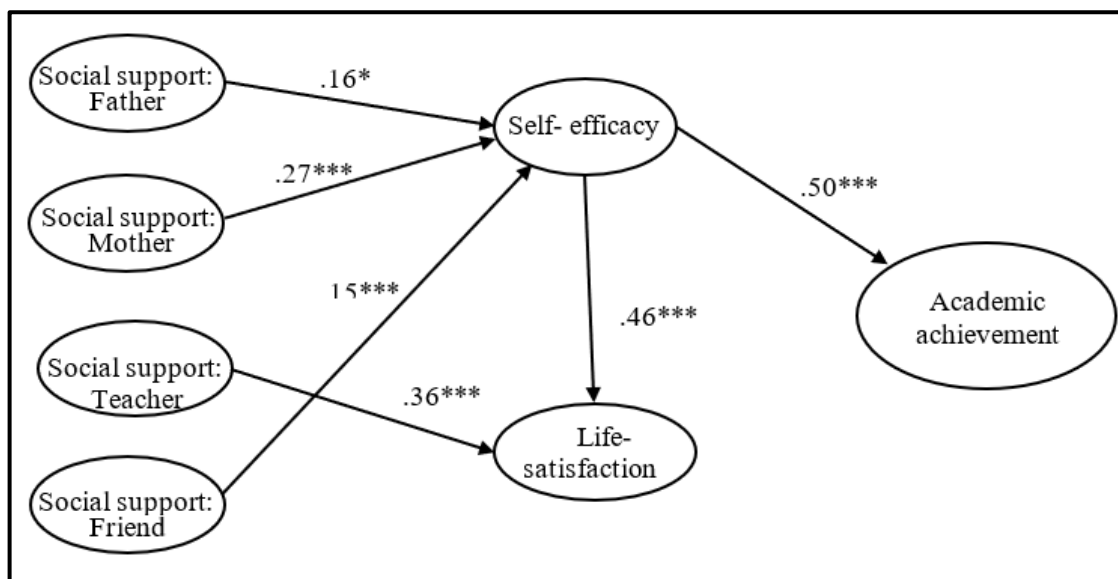 Social support:
Father
.16*
Self- efficacy
.27***
Social support:
Mother
.50***
.15***
Academic
achievement
.46***
Social support:
Teacher
.36***
Life-
satisfaction
Social support:
Friend